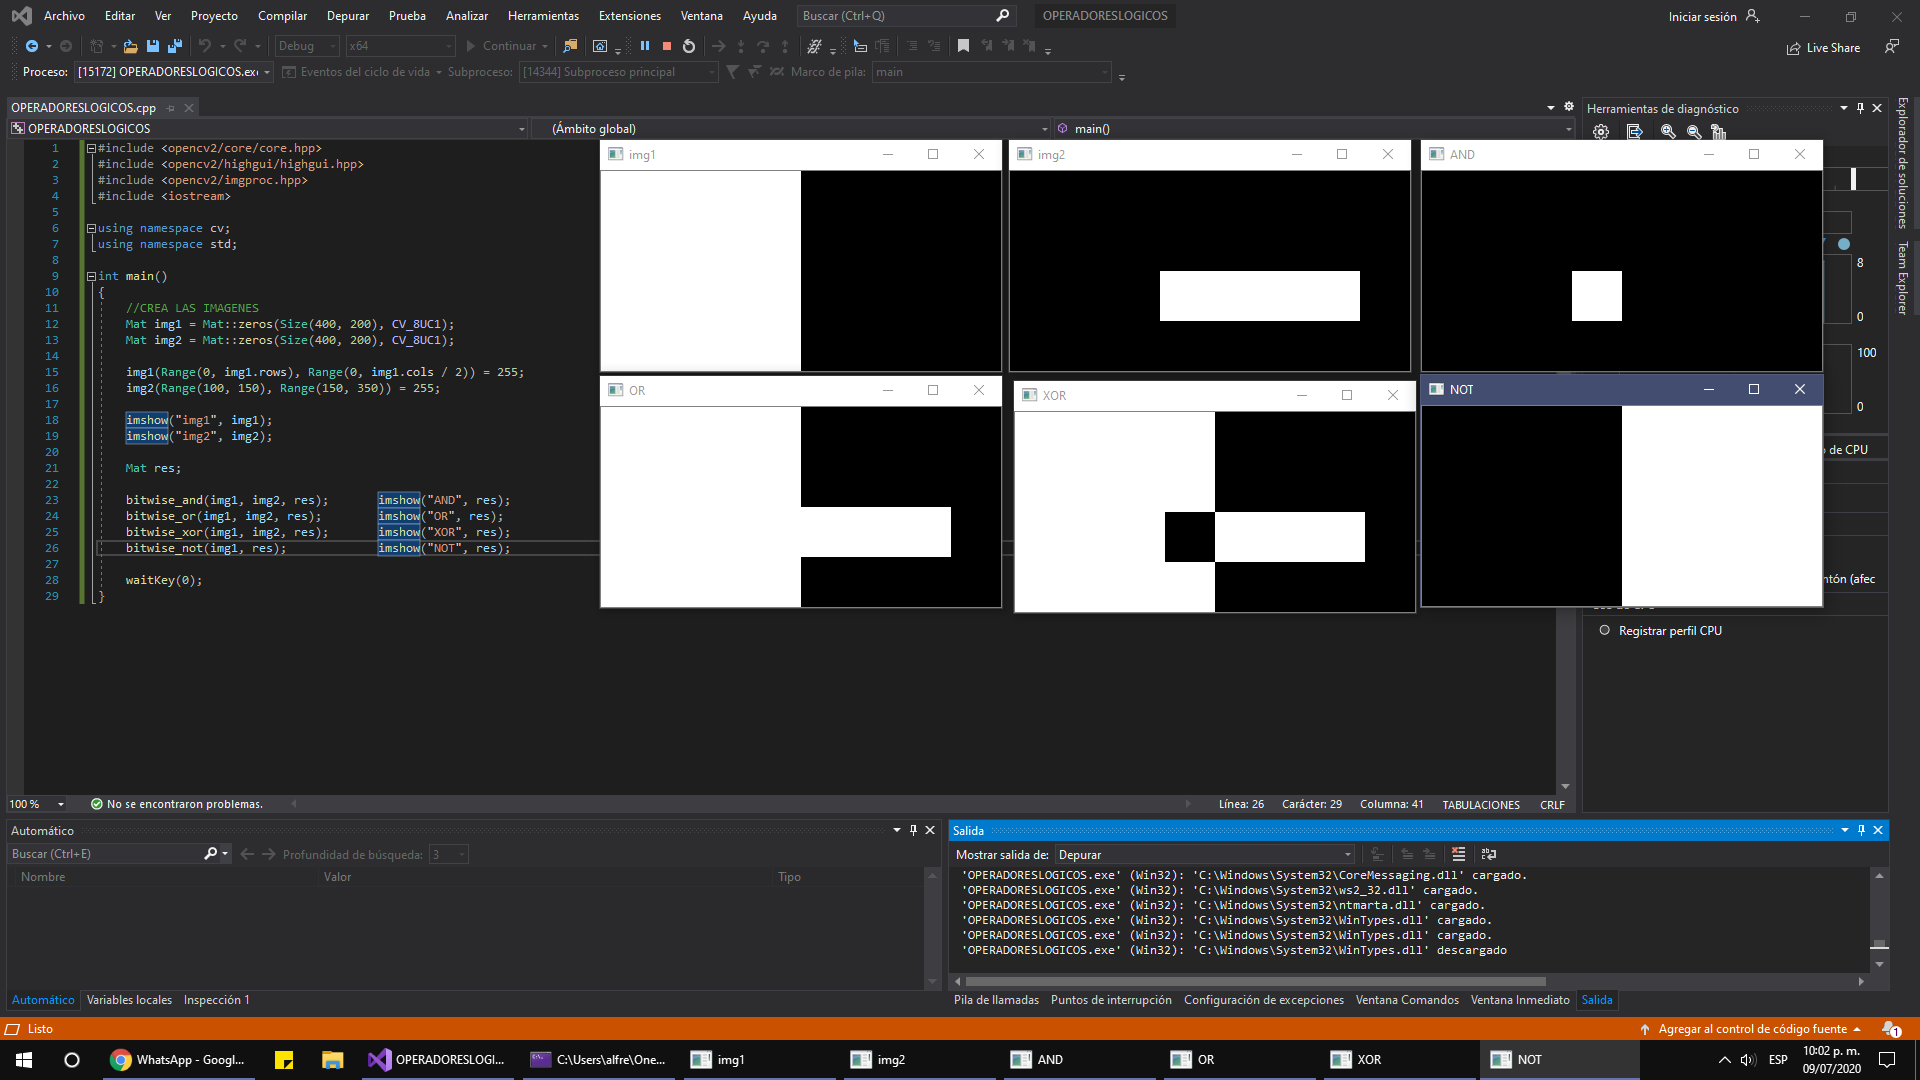 Archivo Editar Ver Proyecto Compilar Depurar Prueba Analizar Herramientas Extensiones Ventana Ayuda Buscar (Ctrl+Q) OPERADORESLOGICOS Iniciar sesión
Debug x64 Continuar Live Share
Proceso: [15172] OPERADORESLOGICOS.exe Eventos del ciclo de vida Subproceso: [14344] Subproceso principal Marco de pila: main
OPERADORESLOGICOS.cpp Herramientas de diagnóstico
OPERADORESLOGICOS (Ámbito global) main()
1 #include <opencv2/core/core.hpp>
2 #include <opencv2/highgui/highgui.hpp>
3 #include <opencv2/imgproc.hpp>
4 #include <iostream>
5
6 using namespace cv;
7 using namespace std;
8
9 int main()
10 {
11 //CREA LAS IMAGENES
12 Mat img1 = Mat::zeros(Size(400, 200), CV_8UC1);
13 Mat img2 = Mat::zeros(Size(400, 200), CV_8UC1);
14
15 img1(Range(0, img1.rows), Range(0, img1.cols / 2)) = 255;
16 img2(Range(100, 150), Range(150, 350)) = 255;
17
18 imshow("img1", img1);
19 imshow("img2", img2);
20
21 Mat res;
22
23 bitwise_and(img1, img2, res); imshow("AND", res);
24 bitwise_or(img1, img2, res); imshow("OR", res);
25 bitwise_xor(img1, img2, res); imshow("XOR", res);
26 bitwise_not(img1, res); imshow("NOT", res);
27
28 waitKey(0);
29 }
img1 img2 AND
OR XOR NOT
8
0
100
0
de CPU
ntón (afec
Registrar perfil CPU
Explorador de soluciones
Team Explorer
100 % No se encontraron problemas. Línea: 26 Carácter: 29 Columna: 41 TABULACIONES CRLF
Automático
Buscar (Ctrl+E) Profundidad de búsqueda: 3
Nombre Valor Tipo
Automático Variables locales Inspección 1
Salida
Mostrar salida de: Depurar
'OPERADORESLOGICOS.exe' (Win32): 'C:\Windows\System32\CoreMessaging.dll' cargado.
'OPERADORESLOGICOS.exe' (Win32): 'C:\Windows\System32\ws2_32.dll' cargado.
'OPERADORESLOGICOS.exe' (Win32): 'C:\Windows\System32\ntmarta.dll' cargado.
'OPERADORESLOGICOS.exe' (Win32): 'C:\Windows\System32\WinTypes.dll' cargado.
'OPERADORESLOGICOS.exe' (Win32): 'C:\Windows\System32\WinTypes.dll' cargado.
'OPERADORESLOGICOS.exe' (Win32): 'C:\Windows\System32\WinTypes.dll' descargado
Pila de llamadas Puntos de interrupción Configuración de excepciones Ventana Comandos Ventana Inmediato Salida
Listo Agregar al control de código fuente 1
WhatsApp - Googl... OPERADORESLOGI... C:\Users\alfre\One... img1 img2 AND OR XOR NOT ESP 10:02 p. m.
09/07/2020